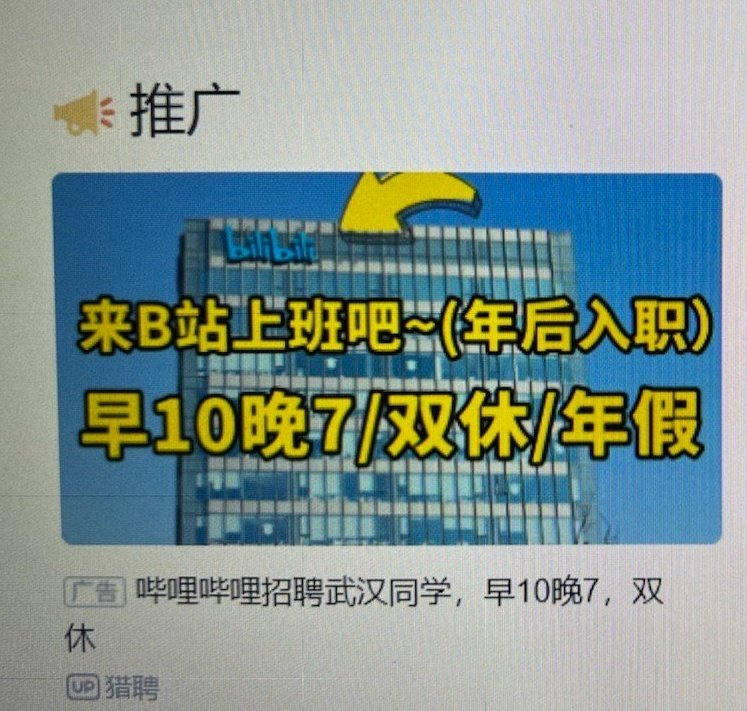 推广
bilibili
来B站上班吧~(年后入职)
早10晚7/双休/年假
广告 哔哩哔哩招聘武汉同学，早10晚7，双
休
UP 猎聘